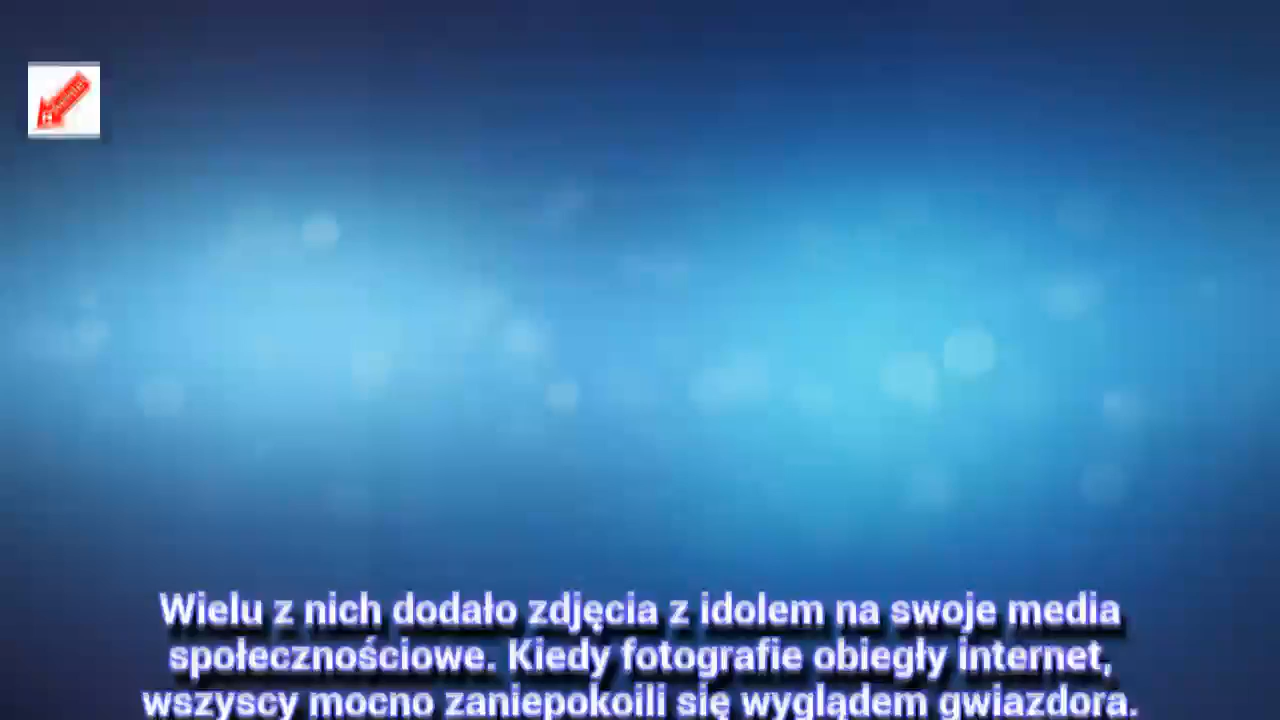 Wielu z nich dodało zdjęcia z idolem na swoje media
społecznościowe. Kiedy fotografie obiegły internet,
wszyscy mocno zaniepokoili się wyglądem gwiazdora.